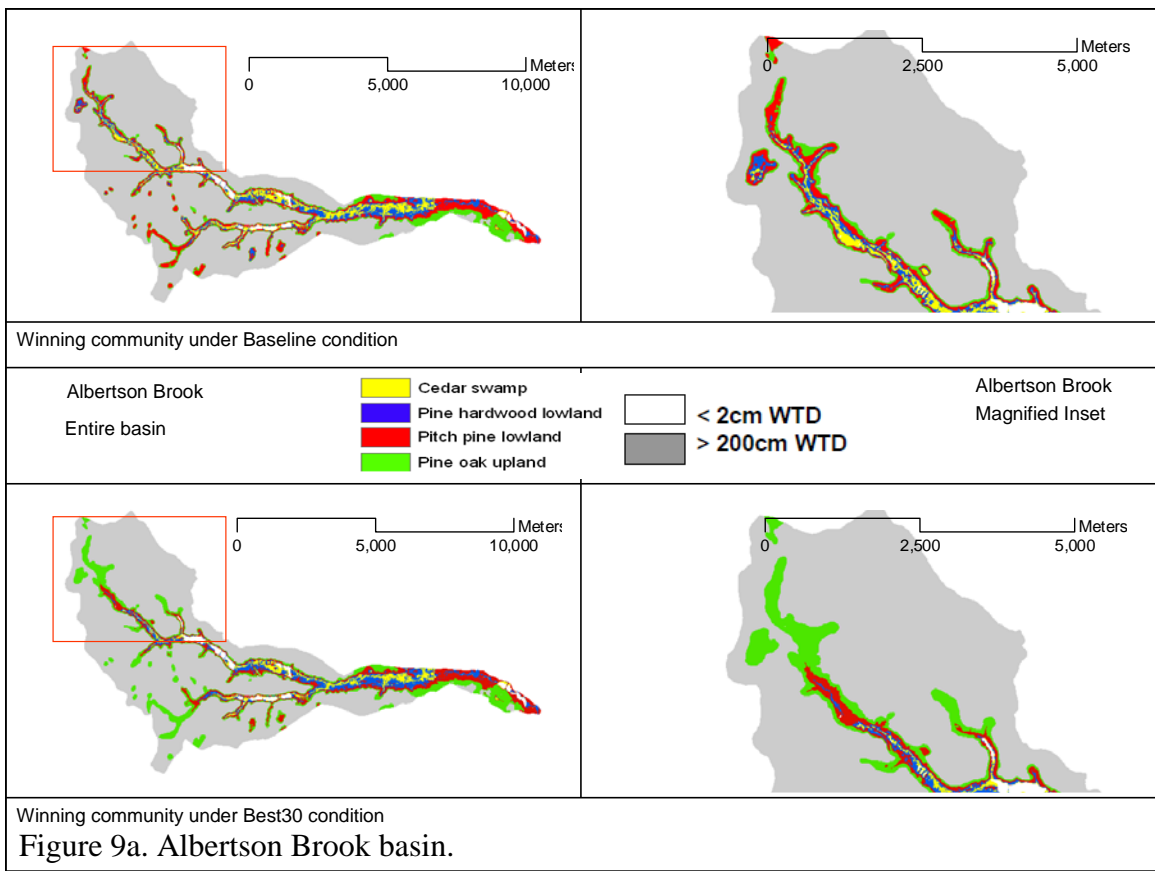 Meters
0
5,000
10,000
0
2,500
5,000
Winning community under Baseline condition
Albertson Brook
Entire basin
Cedar swamp
Pine hardwood lowland
Pitch pine lowland
Pine oak upland
< 2cm WTD
> 200cm WTD
Albertson Brook
Magnified Inset
Meters
0
5,000
10,000
Meters
0
2,500
5,000
Winning community under Best30 condition
Figure 9a. Albertson Brook basin.